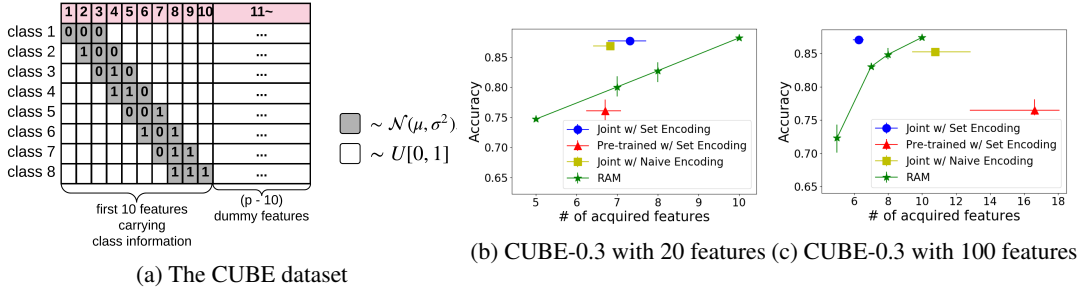 1 2 3 4 5 6 7 8 9 10 11~
class 1 0 0 0 ...
class 2 1 0 0 ...
class 3 0 1 0 ...
class 4 1 1 0 ...
class 5 0 0 1 ...
class 6 1 0 1 ...
class 7 0 1 1 ...
class 8 1 1 1 ...
first 10 features
carrying
class information
(p - 10)
dummy features
~ N(μ, σ²)
~ U[0, 1]
(a) The CUBE dataset
Accuracy
0.85
0.80
0.75
0.70
0.65
Joint w/ Set Encoding
Pre-trained w/ Set Encoding
Joint w/ Naive Encoding
RAM
5 6 7 8 9 10
# of acquired features
(b) CUBE-0.3 with 20 features
Accuracy
0.85
0.80
0.75
0.70
0.65
Joint w/ Set Encoding
Pre-trained w/ Set Encoding
Joint w/ Naive Encoding
RAM
6 8 10 12 14 16 18
# of acquired features
(c) CUBE-0.3 with 100 features